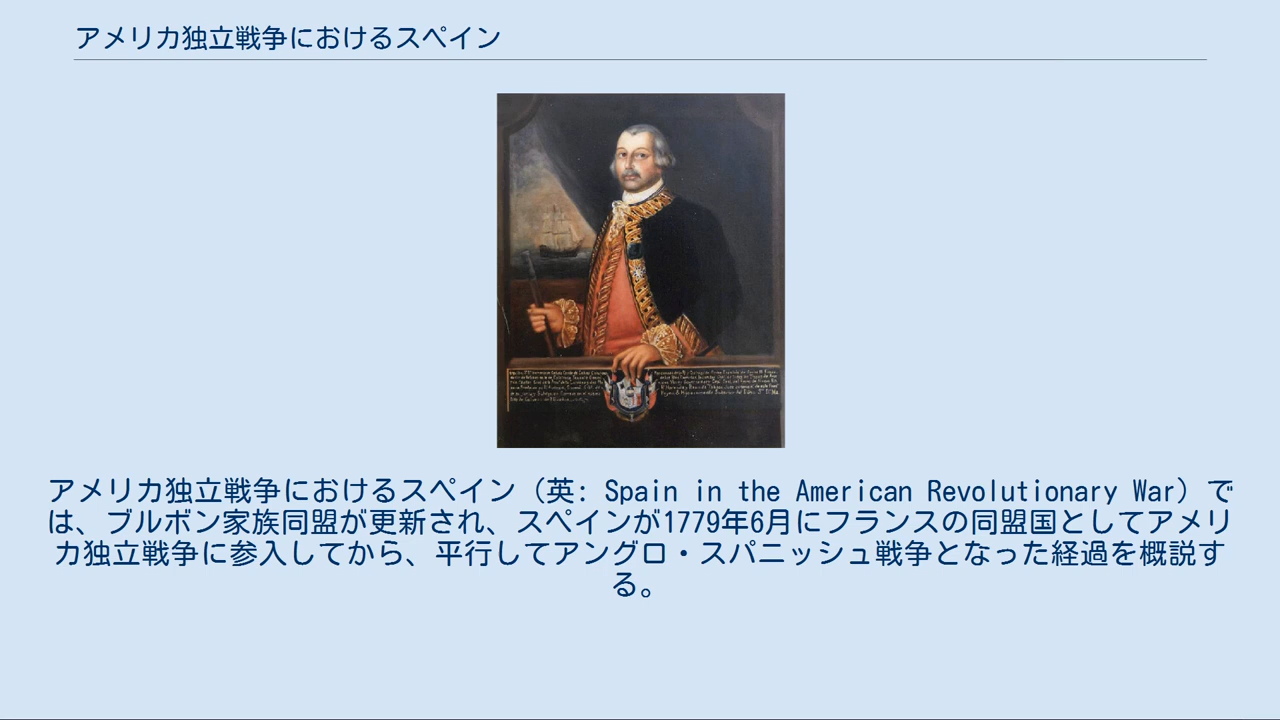 アメリカ独立戦争におけるスペイン
アメリカ独立戦争におけるスペイン（英: Spain in the American Revolutionary War）で
は、ブルボン家族同盟が更新され、スペインが1779年6月にフランスの同盟国としてアメリ
カ独立戦争に参入してから、平行してアングロ・スパニッシュ戦争となった経過を概説す
る。